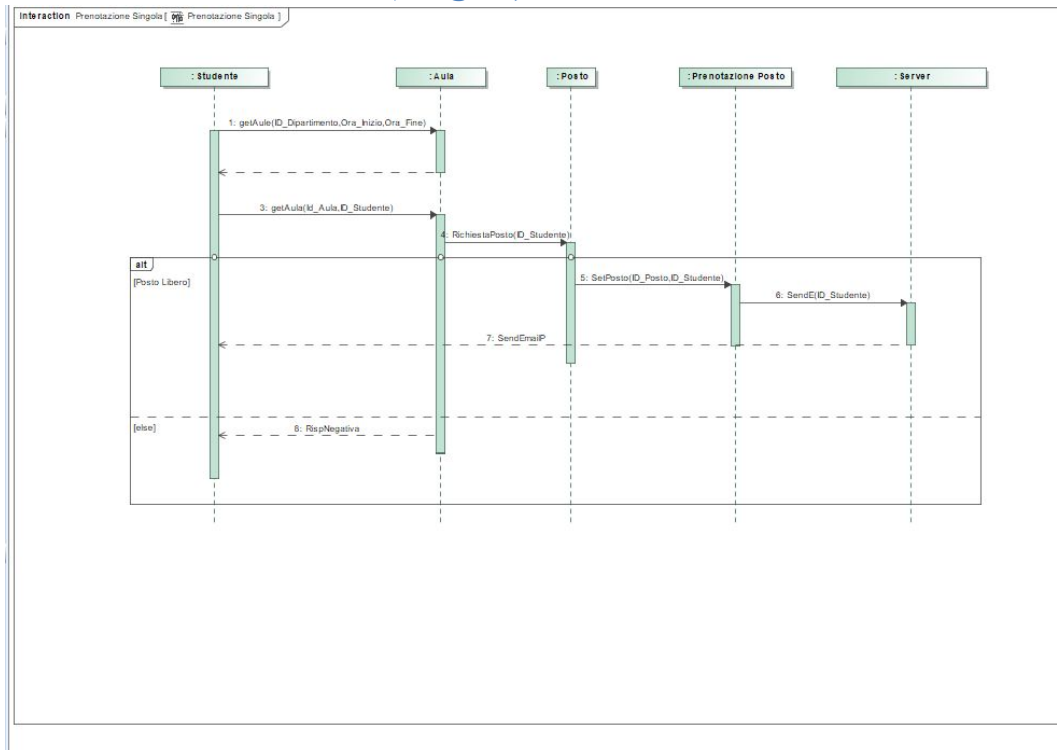 Interaction Prenotazione Singola [ Prenotazione Singola ]
: Studente
: Aula
: Posto
: Prenotazione Posto
: Server
1: getAule(ID_Dipartimento,Ora_Inizio,Ora_Fine)
3: getAula(Id_Aula,ID_Studente)
4: RichiestaPosto(ID_Studente)
alt
[Posto Libero]
5: SetPosto(ID_Posto,ID_Studente)
6: SendE(ID_Studente)
7: SendEmailP
[else]
8: RispNegativa